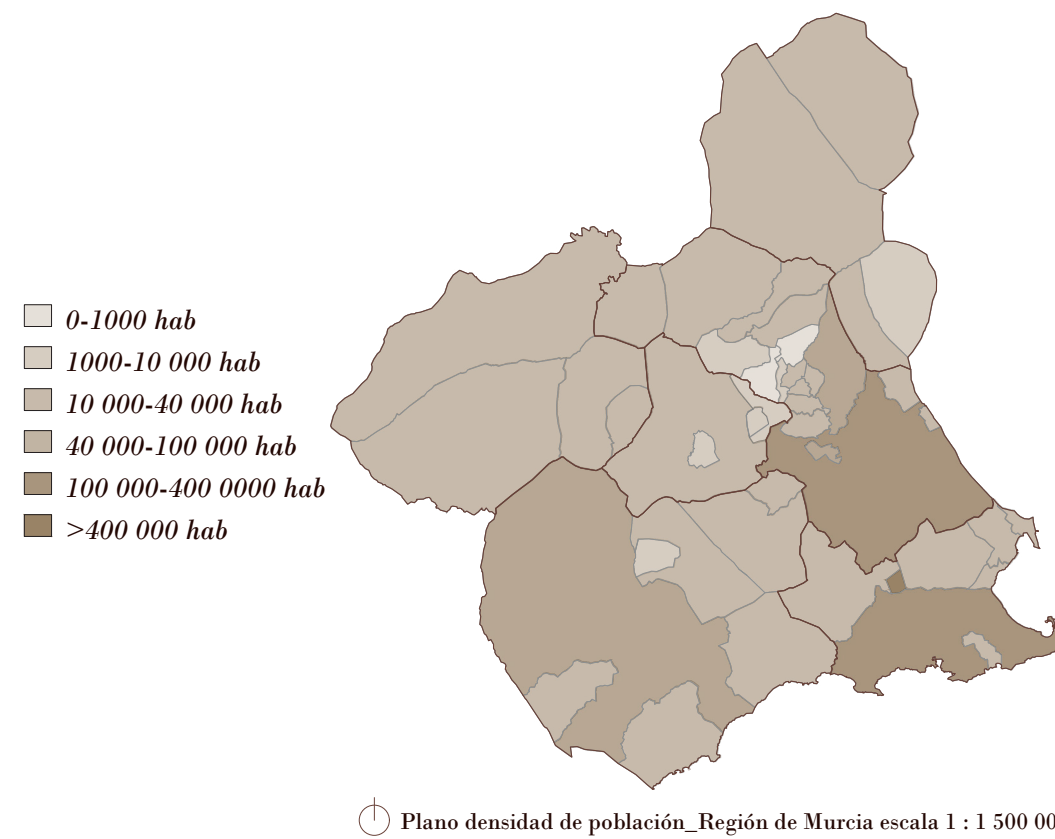 0-1000 hab
1000-10 000 hab
10 000-40 000 hab
40 000-100 000 hab
100 000-400 0000 hab
>400 000 hab
Plano densidad de población_Región de Murcia escala 1 : 1 500 00